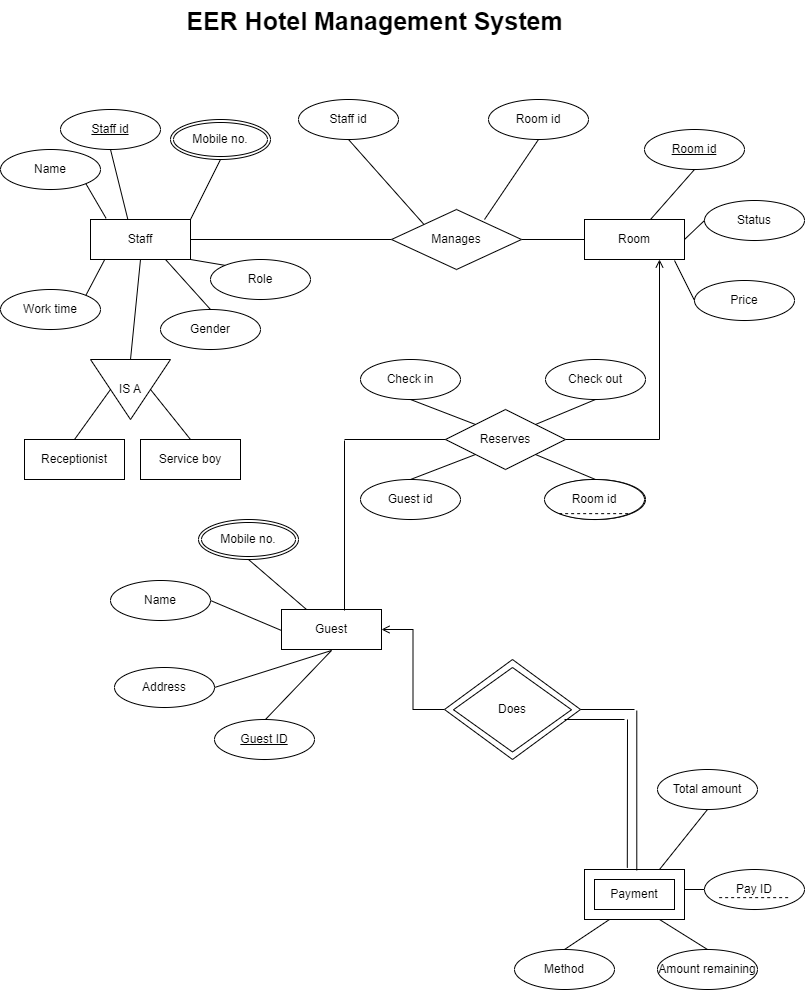 EER Hotel Management System
Staff id
Mobile no.
Name
Staff id
Room id
Room id
Staff
Manages
Room
Status
Role
Work time
Gender
Price
IS A
Receptionist
Service boy
Check in
Check out
Reserves
Guest id
Room id
Mobile no.
Name
Guest
Address
Guest ID
Does
Total amount
Payment
Pay ID
Method
Amount remaining